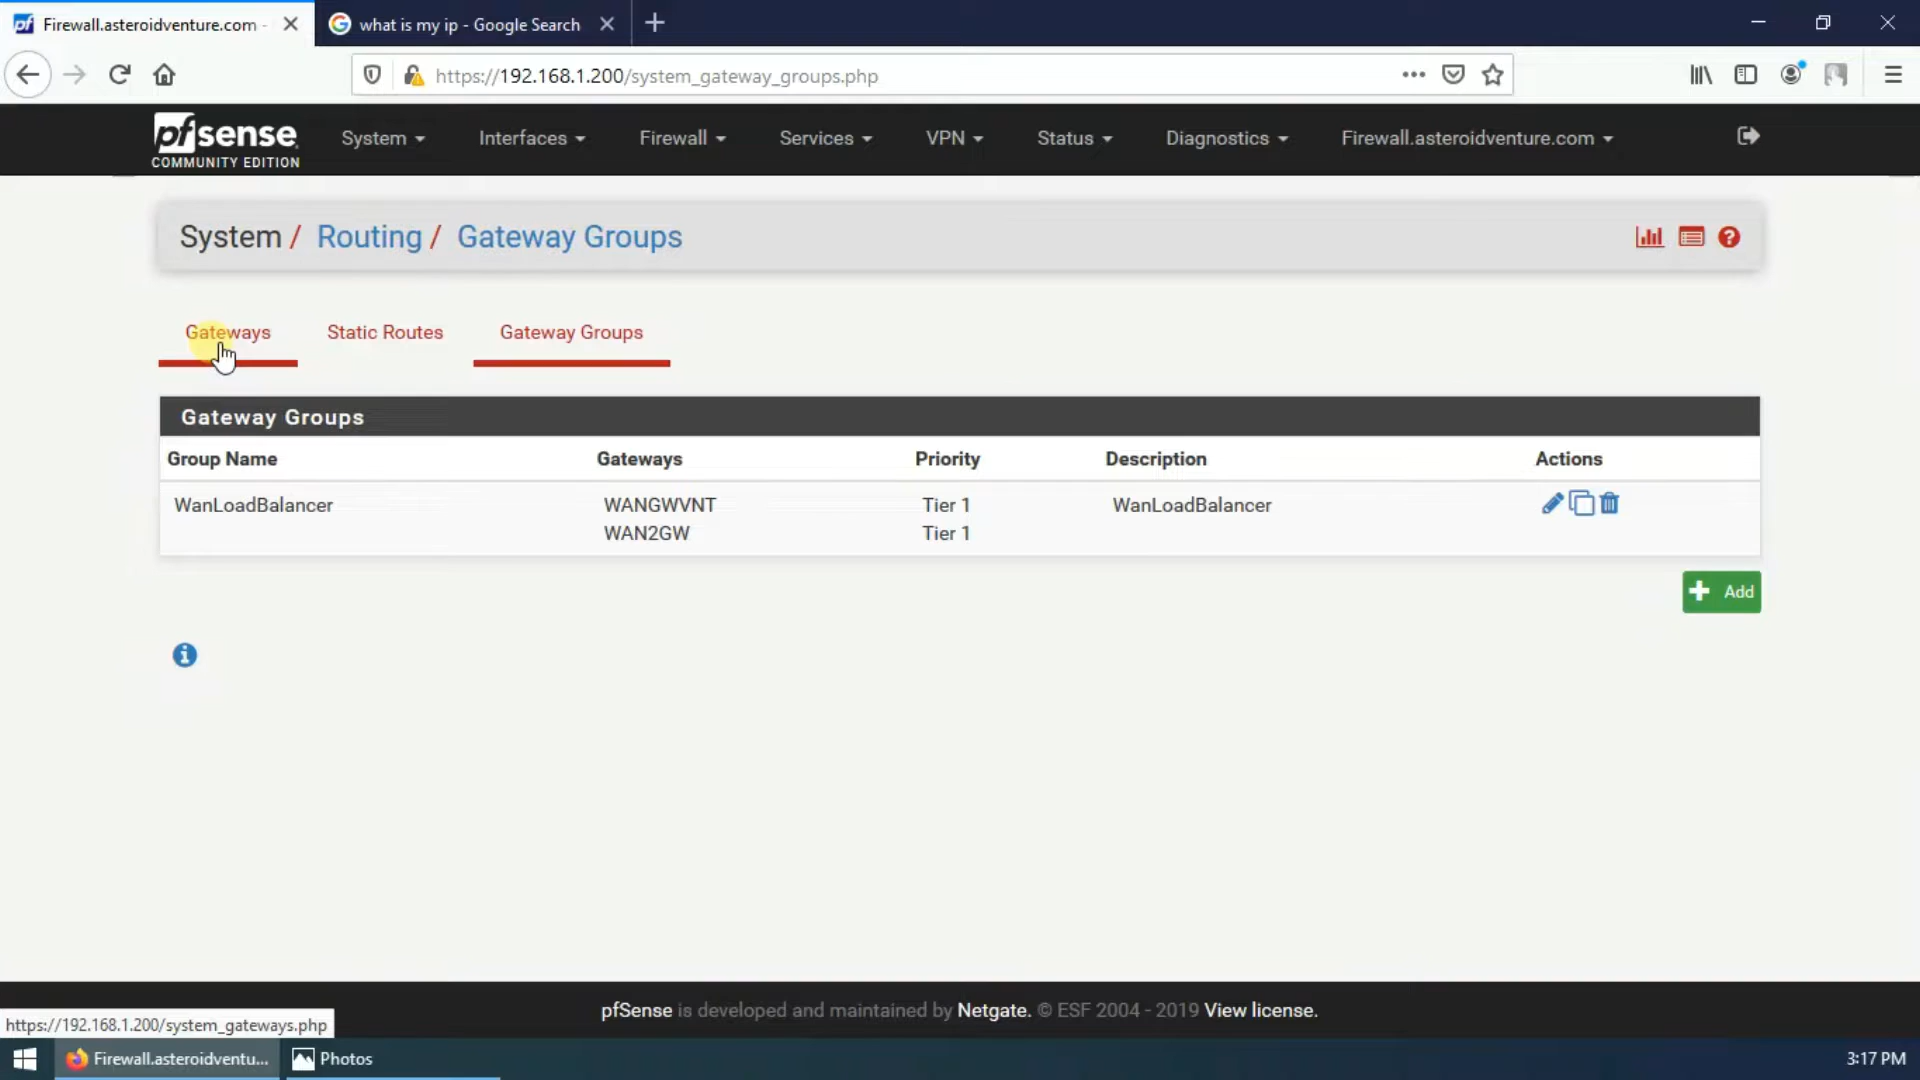 Firewall.asteroidventure.com -
what is my ip - Google Search
https://192.168.1.200/system_gateway_groups.php
pfsense
COMMUNITY EDITION
System
Interfaces
Firewall
Services
VPN
Status
Diagnostics
Firewall.asteroidventure.com
System / Routing / Gateway Groups
Gateways
Static Routes
Gateway Groups
Gateway Groups
Group Name Gateways Priority Description Actions
WanLoadBalancer WANGWVNT Tier 1 WanLoadBalancer
WAN2GW Tier 1
Add
pfSense is developed and maintained by Netgate. © ESF 2004 - 2019 View license.
https://192.168.1.200/system_gateways.php
Firewall.asteroidventu...
Photos
3:17 PM